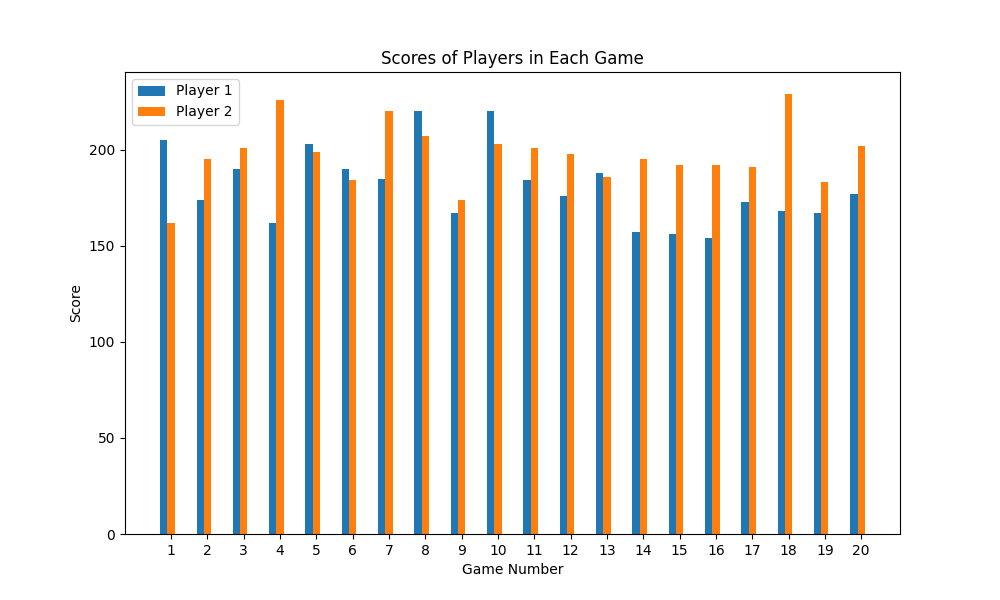 Scores of Players in Each Game
Player 1
Player 2
200
150
100
50
0
Score
1 2 3 4 5 6 7 8 9 10 11 12 13 14 15 16 17 18 19 20
Game Number